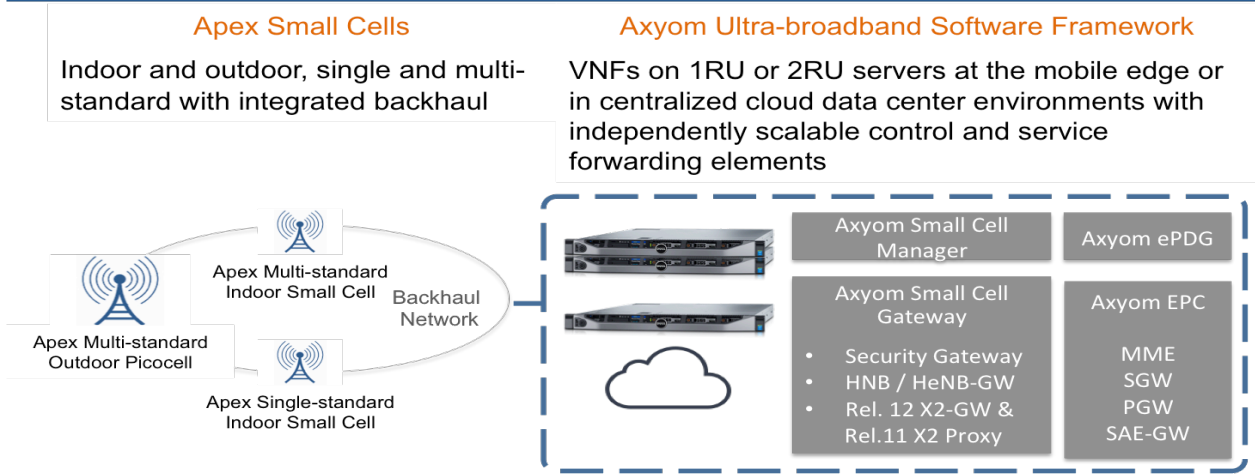 Apex Small Cells
Indoor and outdoor, single and multi-
standard with integrated backhaul
Axyom Ultra-broadband Software Framework
VNFs on 1RU or 2RU servers at the mobile edge or
in centralized cloud data center environments with
independently scalable control and service
forwarding elements
Apex Multi-standard
Indoor Small Cell
Backhaul
Network
Apex Multi-standard
Outdoor Picocell
Apex Single-standard
Indoor Small Cell
Axyom Small Cell
Manager
Axyom ePDG
Axyom Small Cell
Gateway
• Security Gateway
• HNB / HeNB-GW
• Rel. 12 X2-GW &
Rel.11 X2 Proxy
Axyom EPC
MME
SGW
PGW
SAE-GW